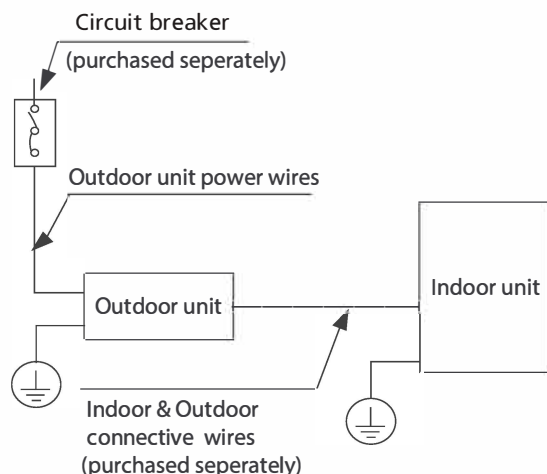 Circuit breaker
(purchased seperately)
Outdoor unit power wires
Outdoor unit
Indoor unit
Indoor & Outdoor
connective wires
(purchased seperately)